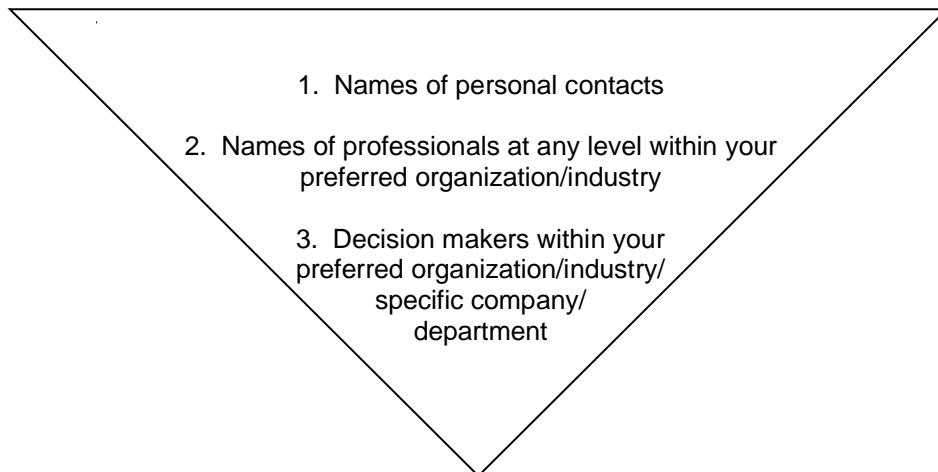 1. Names of personal contacts
2. Names of professionals at any level within your
preferred organization/industry
3. Decision makers within your
preferred organization/industry/
specific company/
department